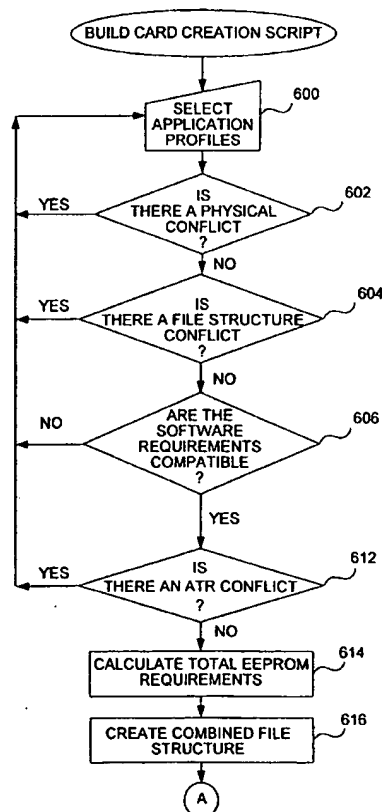 BUILD CARD CREATION SCRIPT
600
SELECT
APPLICATION
PROFILES
602
IS
THERE A PHYSICAL
CONFLICT
?
YES
NO
604
IS
THERE A FILE STRUCTURE
CONFLICT
?
YES
NO
606
ARE THE
SOFTWARE
REQUIREMENTS
COMPATIBLE
?
NO
YES
612
IS
THERE AN ATR CONFLICT
?
YES
NO
614
CALCULATE TOTAL EEPROM
REQUIREMENTS
616
CREATE COMBINED FILE
STRUCTURE
A